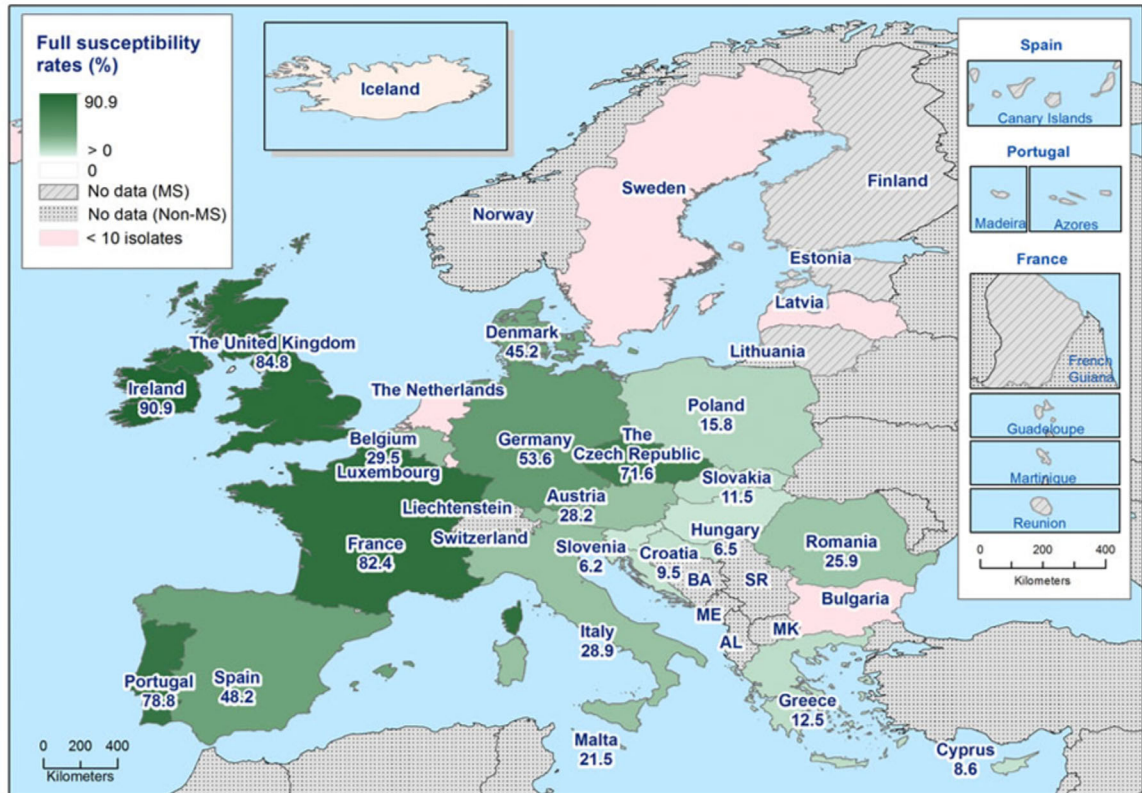 Full susceptibility
rates (%)
90.9
> 0
0
No data (MS)
No data (Non-MS)
< 10 isolates
Iceland
Spain
Canary Islands
Portugal
Madeira
Azores
France
French
Guiana
Guadeloupe
Martinique
Reunion
0 200 400
Kilometers
Sweden
Finland
Norway
Estonia
Latvia
Lithuania
Denmark
45.2
The United Kingdom
84.8
Ireland
90.9
The Netherlands
Poland
15.8
Belgium
29.5
Luxembourg
Germany
53.6
The
Czech Republic
71.6
Slovakia
11.5
Austria
28.2
Liechtenstein
Switzerland
Hungary
6.5
Romania
25.9
France
82.4
Slovenia
6.2
Croatia
9.5
BA
SR
Bulgaria
ME
MK
AL
Italy
28.9
Portugal
78.8
Spain
48.2
Greece
12.5
Malta
21.5
Cyprus
8.6
0 200 400
Kilometers